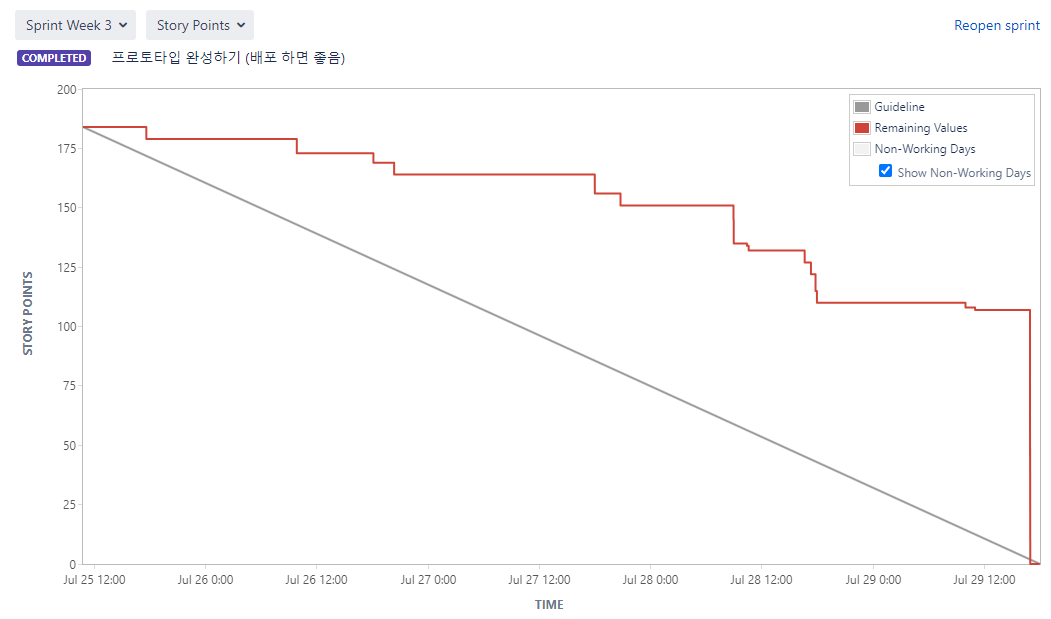 Sprint Week 3 Story Points Reopen sprint
COMPLETED 프로토타입 완성하기 (배포 하면 좋음)
200
175
150
125
100
75
50
25
0
STORY POINTS
Guideline
Remaining Values
Non-Working Days
Show Non-Working Days
Jul 25 12:00 Jul 26 0:00 Jul 26 12:00 Jul 27 0:00 Jul 27 12:00 Jul 28 0:00 Jul 28 12:00 Jul 29 0:00 Jul 29 12:00
TIME